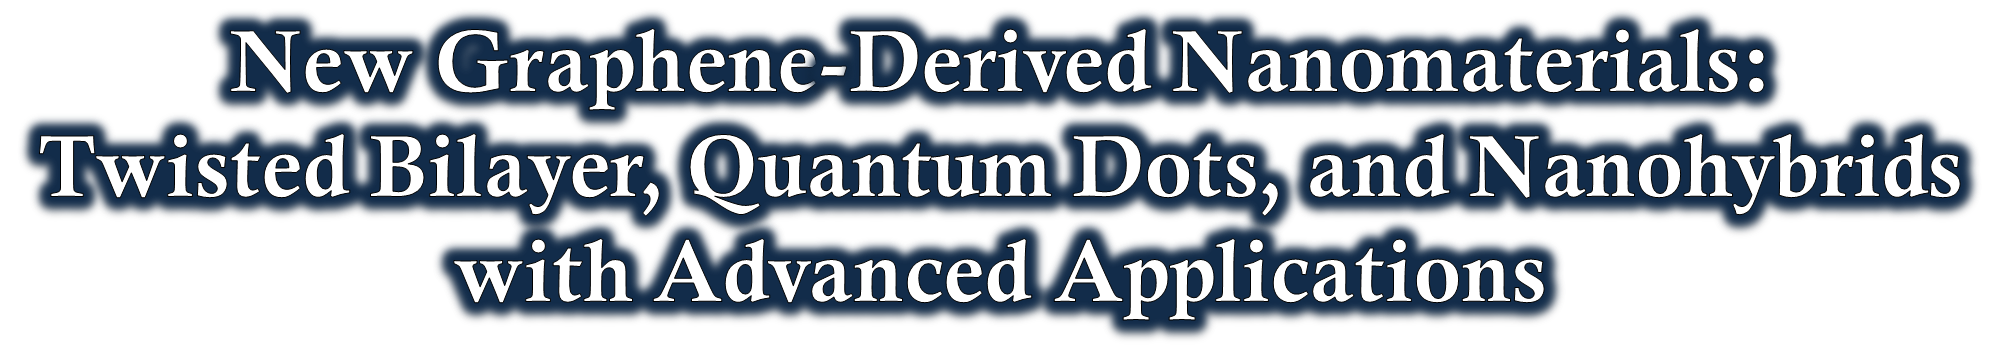 New Graphene-Derived Nanomaterials:
Twisted Bilayer, Quantum Dots, and Nanohybrids
with Advanced Applications